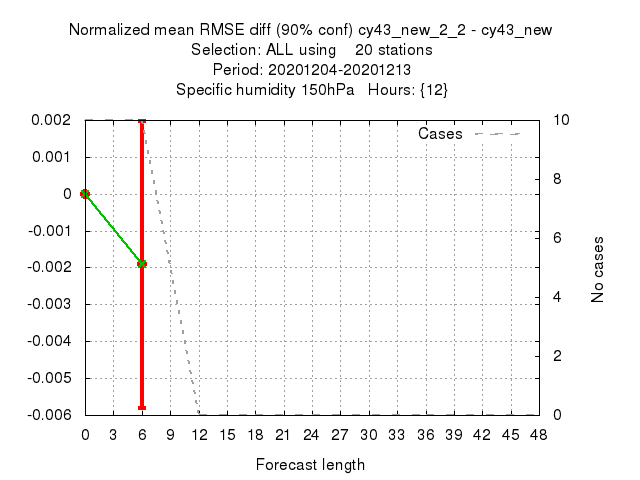 Normalized mean RMSE diff (90% conf) cy43_new_2_2 - cy43_new
Selection: ALL using    20 stations
Period: 20201204-20201213
Specific humidity 150hPa   Hours: {12}
Cases
0.002
0.001
0
-0.001
-0.002
-0.003
-0.004
-0.005
-0.006
10
8
6
4
2
0
No cases
0 3 6 9 12 15 18 21 24 27 30 33 36 39 42 45 48
Forecast length